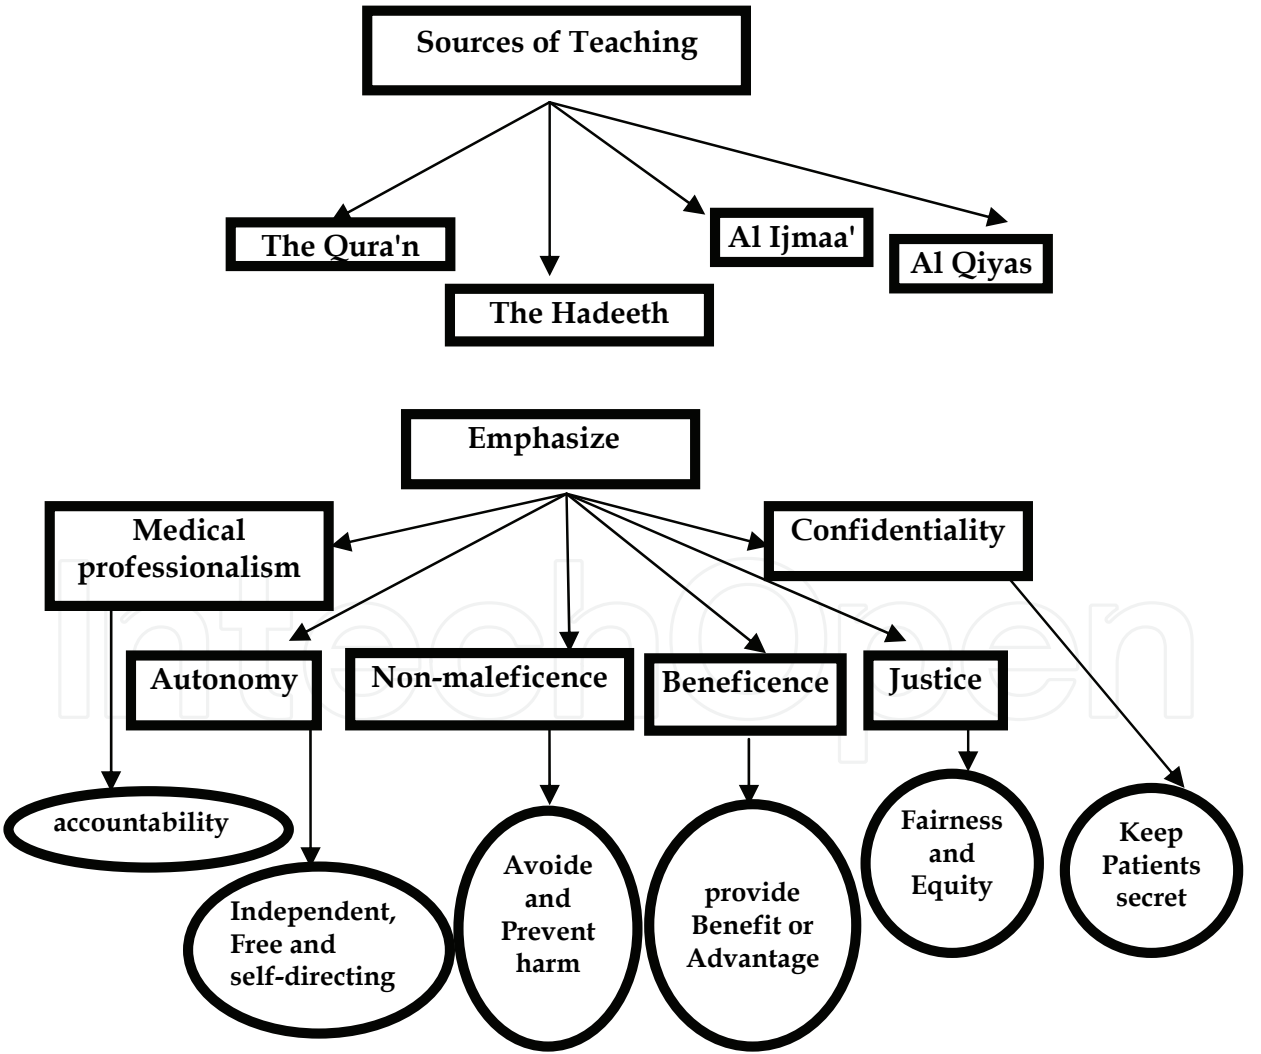 Sources of Teaching
The Qura'n
The Hadeeth
Al Ijmaa'
Al Qiyas
Emphasize
Medical
professionalism
Confidentiality
Autonomy
Non-maleficence
Beneficence
Justice
accountability
Independent,
Free and
self-directing
Avoide
and
Prevent
harm
provide
Benefit or
Advantage
Fairness
and
Equity
Keep
Patients
secret
IntechOpen